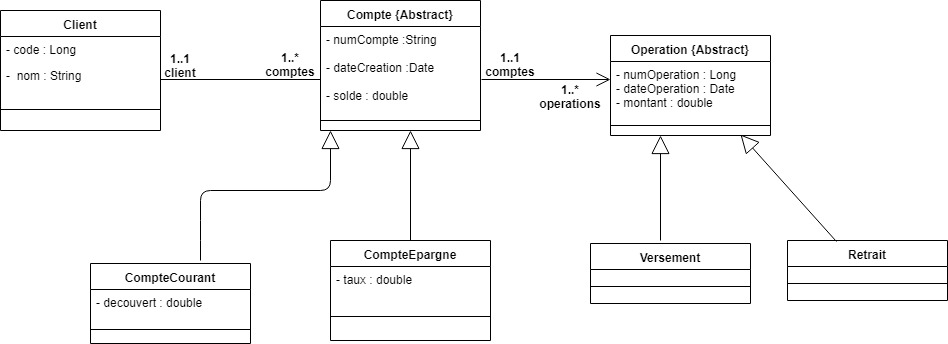 Client
- code : Long
- nom : String
1..1
client
1..*
comptes
Compte {Abstract}
- numCompte :String
- dateCreation :Date
- solde : double
1..1
comptes
1..*
operations
Operation {Abstract}
- numOperation : Long
- dateOperation : Date
- montant : double
CompteCourant
- decouvert : double
CompteEpargne
- taux : double
Versement
Retrait